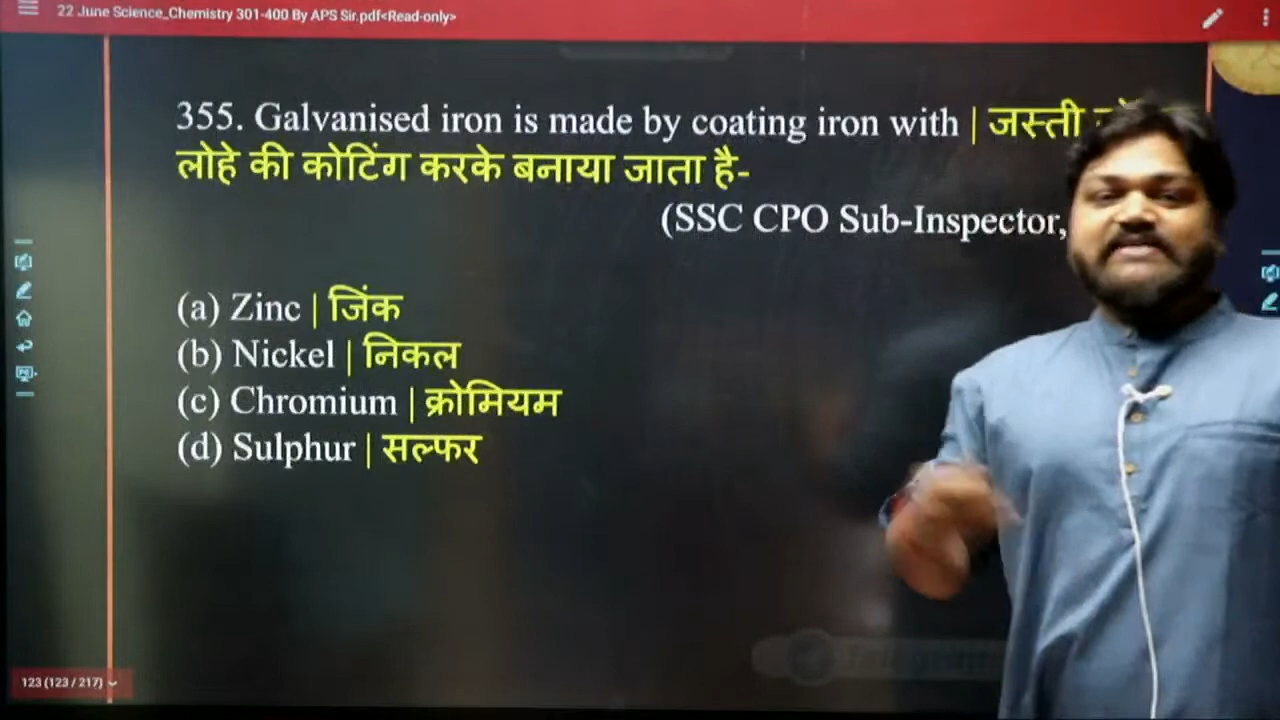 22 June Science_Chemistry 301-400 By APS Sir.pdf<Read-only>
355. Galvanised iron is made by coating iron with | जस्ती
लोहे की कोटिंग करके बनाया जाता है-
(SSC CPO Sub-Inspector,
(a) Zinc | जिंक
(b) Nickel | निकल
(c) Chromium | क्रोमियम
(d) Sulphur | सल्फर
123 (123 / 217)